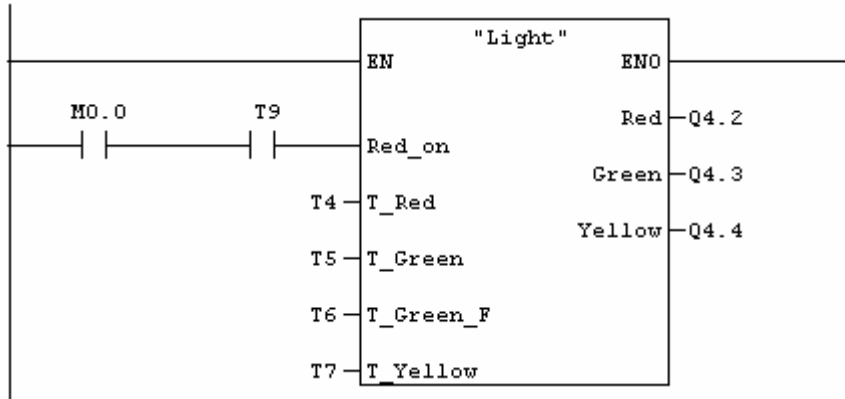 "Light"
EN ENO
M0.0 T9 Red_on Red Q4.2
T4 T_Red Green Q4.3
T5 T_Green Yellow Q4.4
T6 T_Green_F
T7 T_Yellow